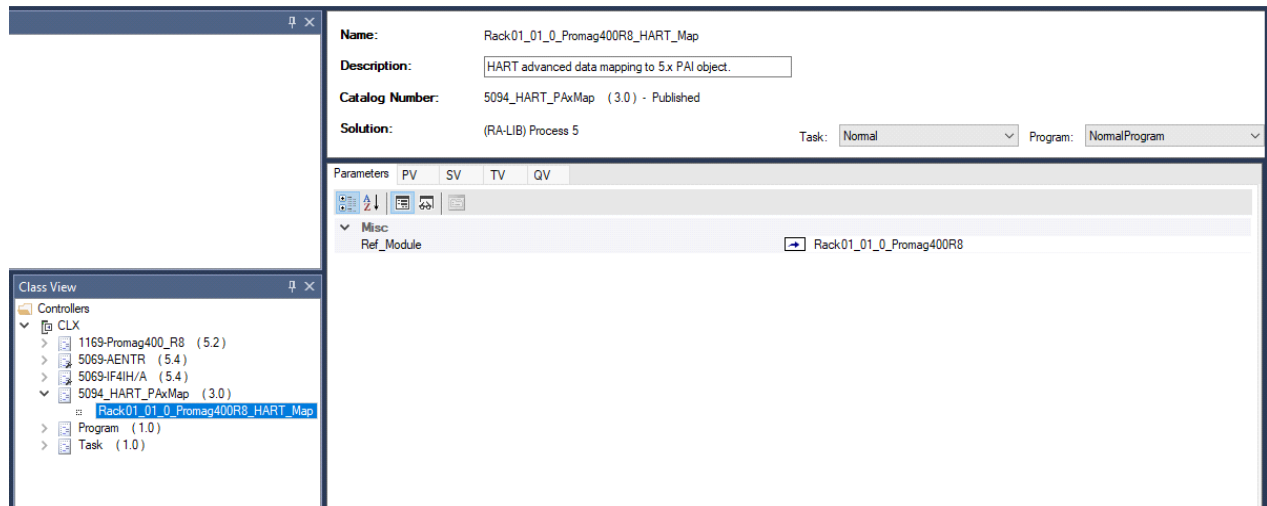 Name: Rack01_01_0_Promag400R8_HART_Map
Description: HART advanced data mapping to 5.x PAI object.
Catalog Number: 5094_HART_PAxMap (3.0) - Published
Solution: (RA-LIB) Process 5 Task: Normal Program: NormalProgram
Parameters PV SV TV QV
Misc
Ref_Module Rack01_01_0_Promag400R8
Class View
Controllers
CLX
1169-Promag400_R8 (5.2)
5069-AENTR (5.4)
5069-IF4IH/A (5.4)
5094_HART_PAxMap (3.0)
Rack01_01_0_Promag400R8_HART_Map
Program (1.0)
Task (1.0)